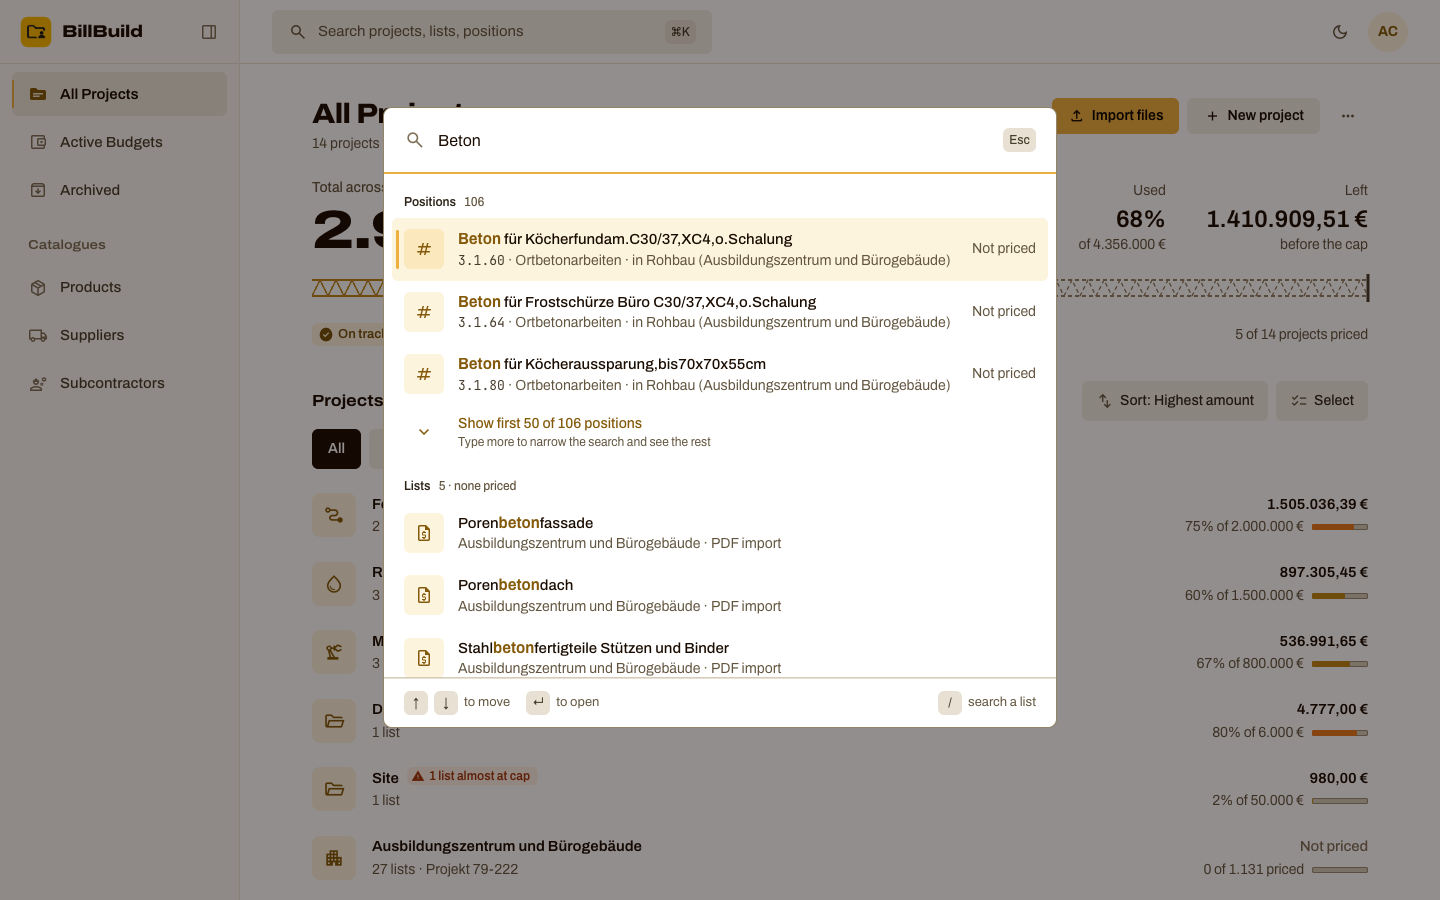 BillBuild
Search projects, lists, positions
⌘K
AC
All Projects
Active Budgets
Archived
Catalogues
Products
Suppliers
Subcontractors
14 projects
Import files
New project
Total across
2.9
Used
68%
of 4.356.000 €
Left
1.410.909,51 €
before the cap
On track
5 of 14 projects priced
Projects
Sort: Highest amount
Select
All
Beton
Esc
Positions 106
Beton für Köcherfundam.C30/37,XC4,o.Schalung
3.1.60 · Ortbetonarbeiten · in Rohbau (Ausbildungszentrum und Bürogebäude)
Not priced
Beton für Frostschürze Büro C30/37,XC4,o.Schalung
3.1.64 · Ortbetonarbeiten · in Rohbau (Ausbildungszentrum und Bürogebäude)
Not priced
Beton für Köcheraussparung,bis70x70x55cm
3.1.80 · Ortbetonarbeiten · in Rohbau (Ausbildungszentrum und Bürogebäude)
Not priced
Show first 50 of 106 positions
Type more to narrow the search and see the rest
Lists 5 · none priced
Porenbetonfassade
Ausbildungszentrum und Bürogebäude · PDF import
Porenbetondach
Ausbildungszentrum und Bürogebäude · PDF import
Stahlbetonfertigteile Stützen und Binder
Ausbildungszentrum und Bürogebäude · PDF import
↑ ↓ to move ↵ to open
/ search a list
1.505.036,39 €
2
75% of 2.000.000 €
R
897.305,45 €
3
60% of 1.500.000 €
M
536.991,65 €
3
67% of 800.000 €
D
4.777,00 €
1 list
80% of 6.000 €
Site
1 list almost at cap
980,00 €
1 list
2% of 50.000 €
Ausbildungszentrum und Bürogebäude
Not priced
27 lists · Projekt 79-222
0 of 1.131 priced